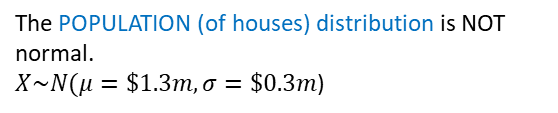 The POPULATION (of houses) distribution is NOT
normal.
X~N(μ = $1.3m, σ = $0.3m)